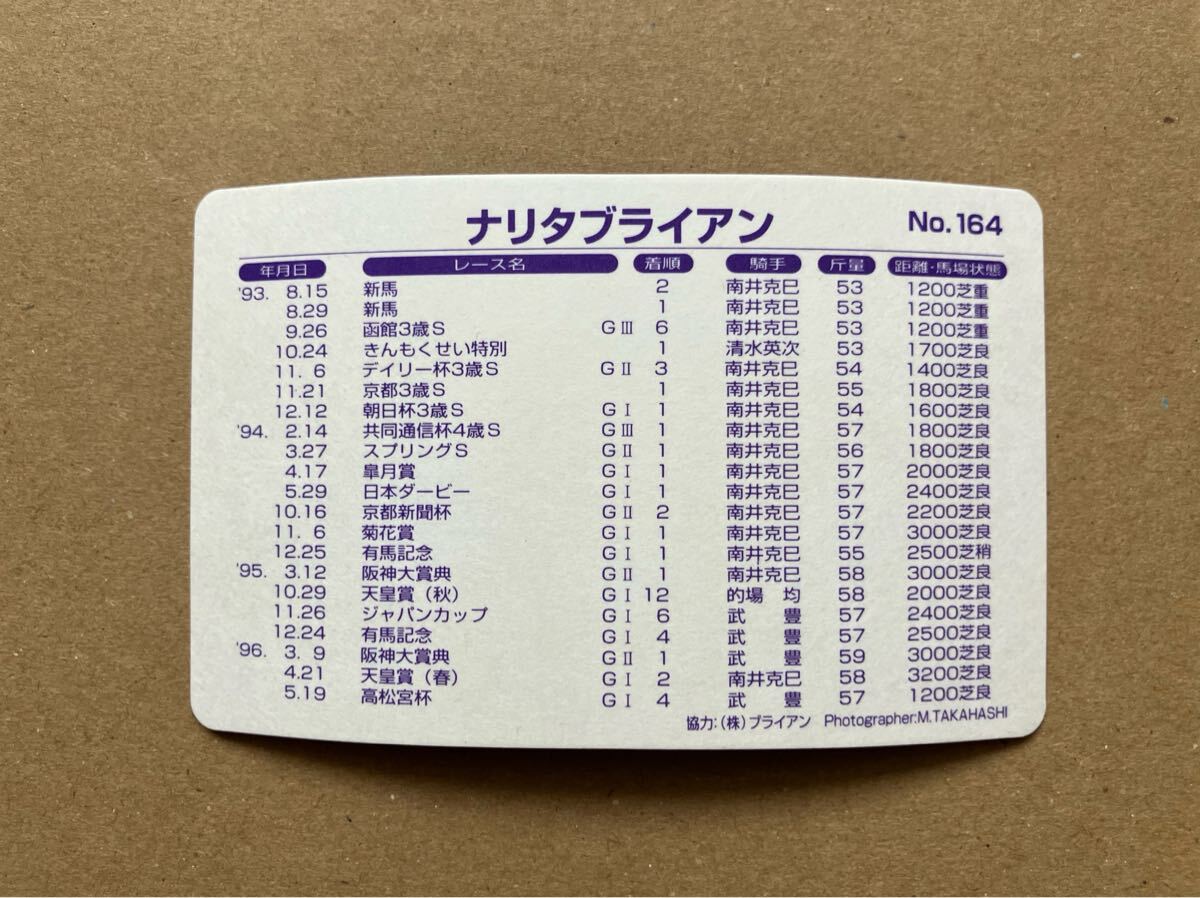 ナリタブライアン No.164
年月日 レース名 着順 騎手 斤量 距離・馬場状態
'93. 8.15 新馬 2 南井克巳 53 1200芝重
8.29 新馬 1 南井克巳 53 1200芝重
9.26 函館3歳S GⅢ 6 南井克巳 53 1200芝重
10.24 きんもくせい特別 1 清水英次 53 1700芝良
11. 6 デイリー杯3歳S GⅡ 3 南井克巳 54 1400芝良
11.21 京都3歳S 1 南井克巳 55 1800芝良
12.12 朝日杯3歳S GⅠ 1 南井克巳 54 1600芝良
'94. 2.14 共同通信杯4歳S GⅢ 1 南井克巳 57 1800芝良
3.27 スプリングS GⅡ 1 南井克巳 56 1800芝良
4.17 皐月賞 GⅠ 1 南井克巳 57 2000芝良
5.29 日本ダービー GⅠ 1 南井克巳 57 2400芝良
10.16 京都新聞杯 GⅡ 2 南井克巳 57 2200芝良
11. 6 菊花賞 GⅠ 1 南井克巳 57 3000芝良
12.25 有馬記念 GⅠ 1 南井克巳 55 2500芝稍
'95. 3.12 阪神大賞典 GⅡ 1 南井克巳 58 3000芝良
10.29 天皇賞（秋） GⅠ 12 的場 均 58 2000芝良
11.26 ジャパンカップ GⅠ 6 武 豊 57 2400芝良
12.24 有馬記念 GⅠ 4 武 豊 57 2500芝良
'96. 3. 9 阪神大賞典 GⅡ 1 武 豊 59 3000芝良
4.21 天皇賞（春） GⅠ 2 南井克巳 58 3200芝良
5.19 高松宮杯 GⅠ 4 武 豊 57 1200芝良
協力：（株）ブライアン Photographer:M.TAKAHASHI